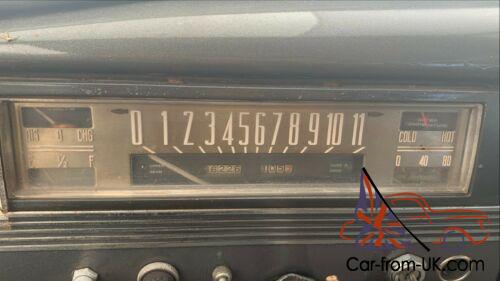 0 1 2 3 4 5 6 7 8 9 10 11
DIS 0 CHG
COLD HOT
E ½ F
0 40 80
Car-from-UK.com